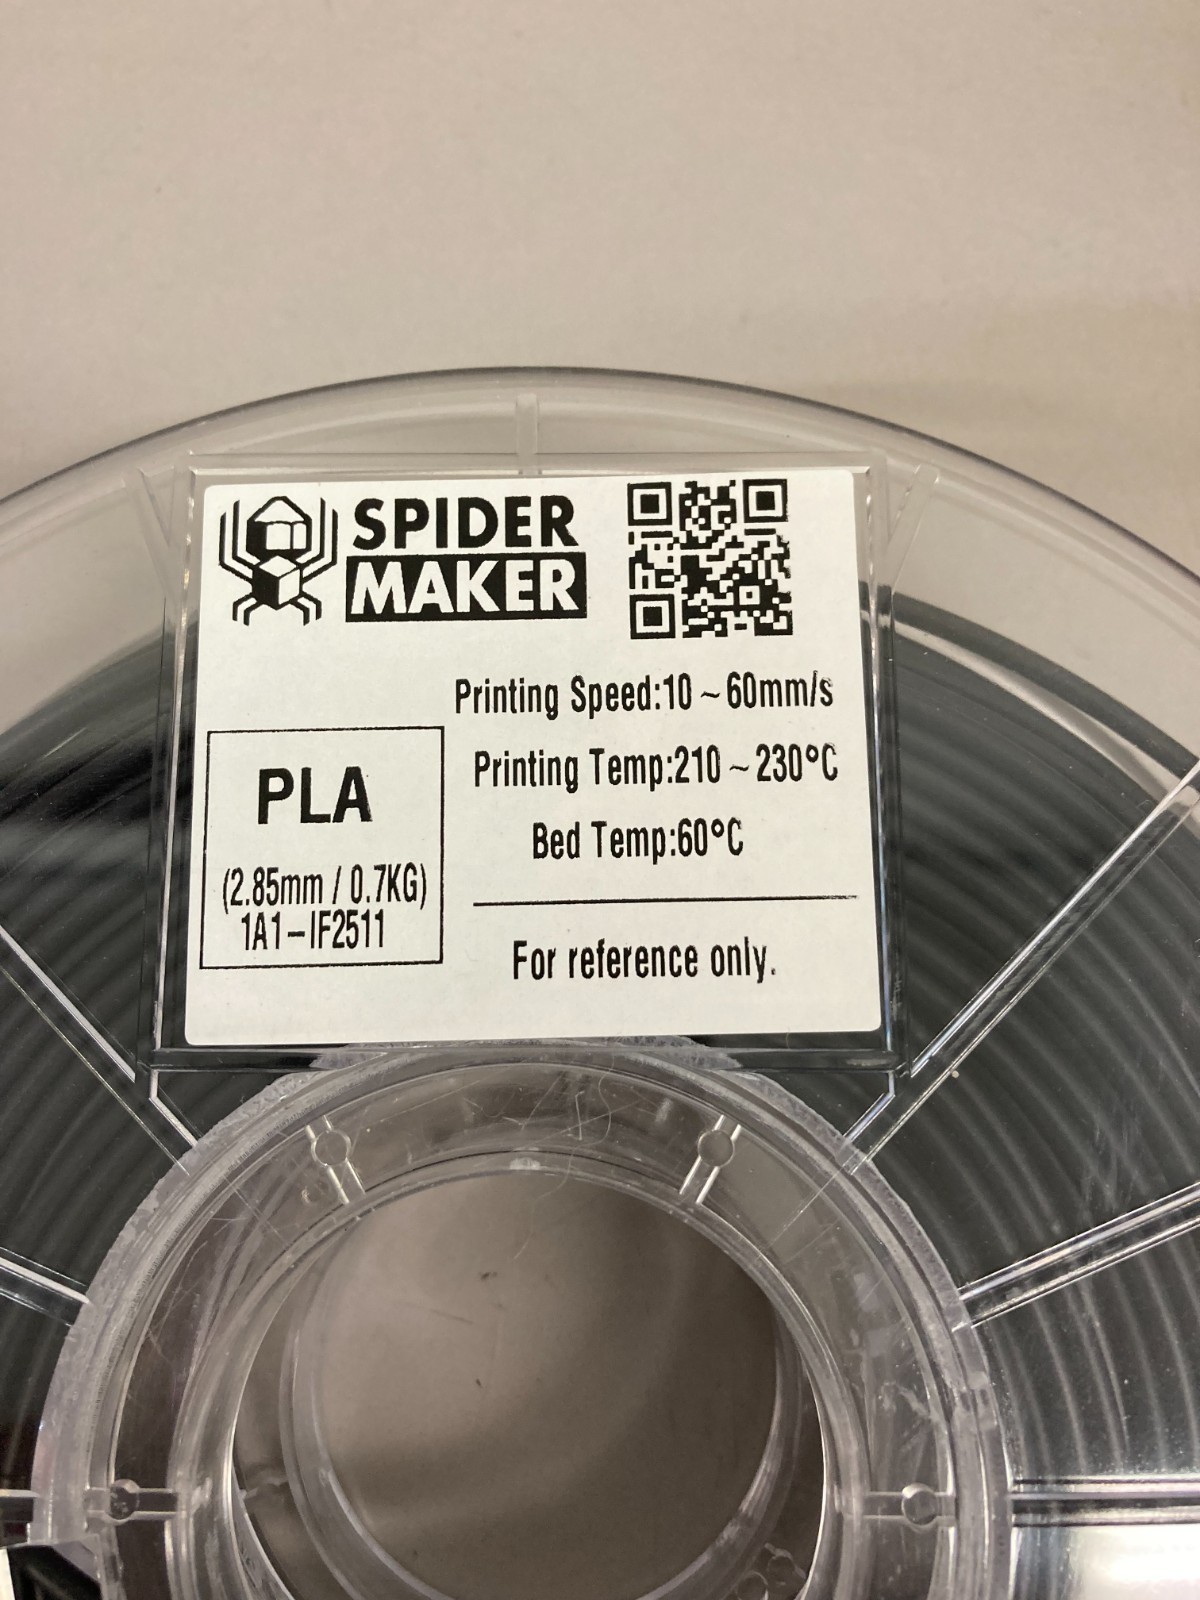 SPIDER
MAKER
Printing Speed:10～60mm/s
Printing Temp:210～230°C
Bed Temp:60°C
PLA
(2.85mm / 0.7KG)
1A1-IF2511
For reference only.